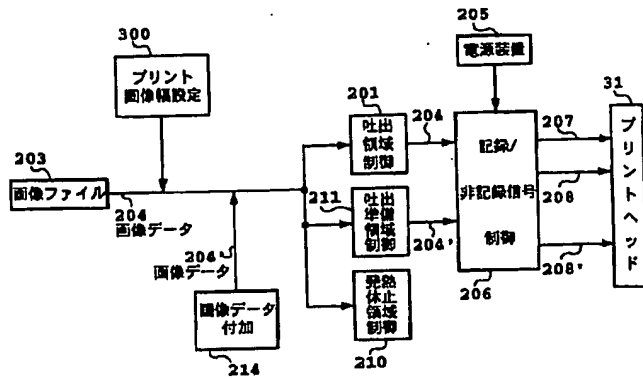 300
プリント
画像幅設定
203
画像ファイル
204
画像データ
204'
画像データ
画像データ
付加
214
201
吐出
領域
制御
204
211
吐出
準備
領域
制御
204'
発熱
休止
領域
制御
210
205
電源装置
記録/
非記録信号
制御
206
207
208
208'
31
プリントヘッド